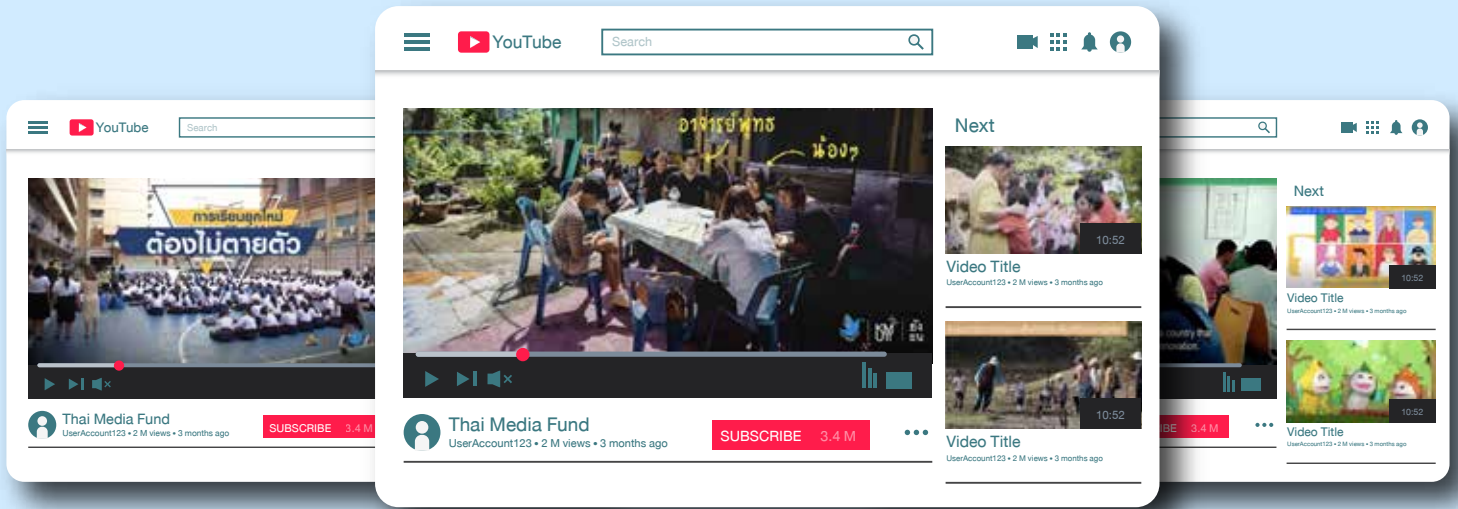 YouTube
Search
การเรียนยุคใหม่
ต้องไม่ตายตัว
Thai Media Fund
UserAccount123 • 2 M views • 3 months ago
SUBSCRIBE 3.4 M
YouTube
Search
อาจารย์พุทธ
น้องๆ
Thai Media Fund
UserAccount123 • 2 M views • 3 months ago
SUBSCRIBE 3.4 M
Next
10:52
Video Title
UserAccount123 • 2 M views • 3 months ago
10:52
Video Title
UserAccount123 • 2 M views • 3 months ago
country that
3.4 M
Next
10:52
Video Title
UserAccount123 • 2 M views • 3 months ago
10:52
Video Title
UserAccount123 • 2 M views • 3 months ago